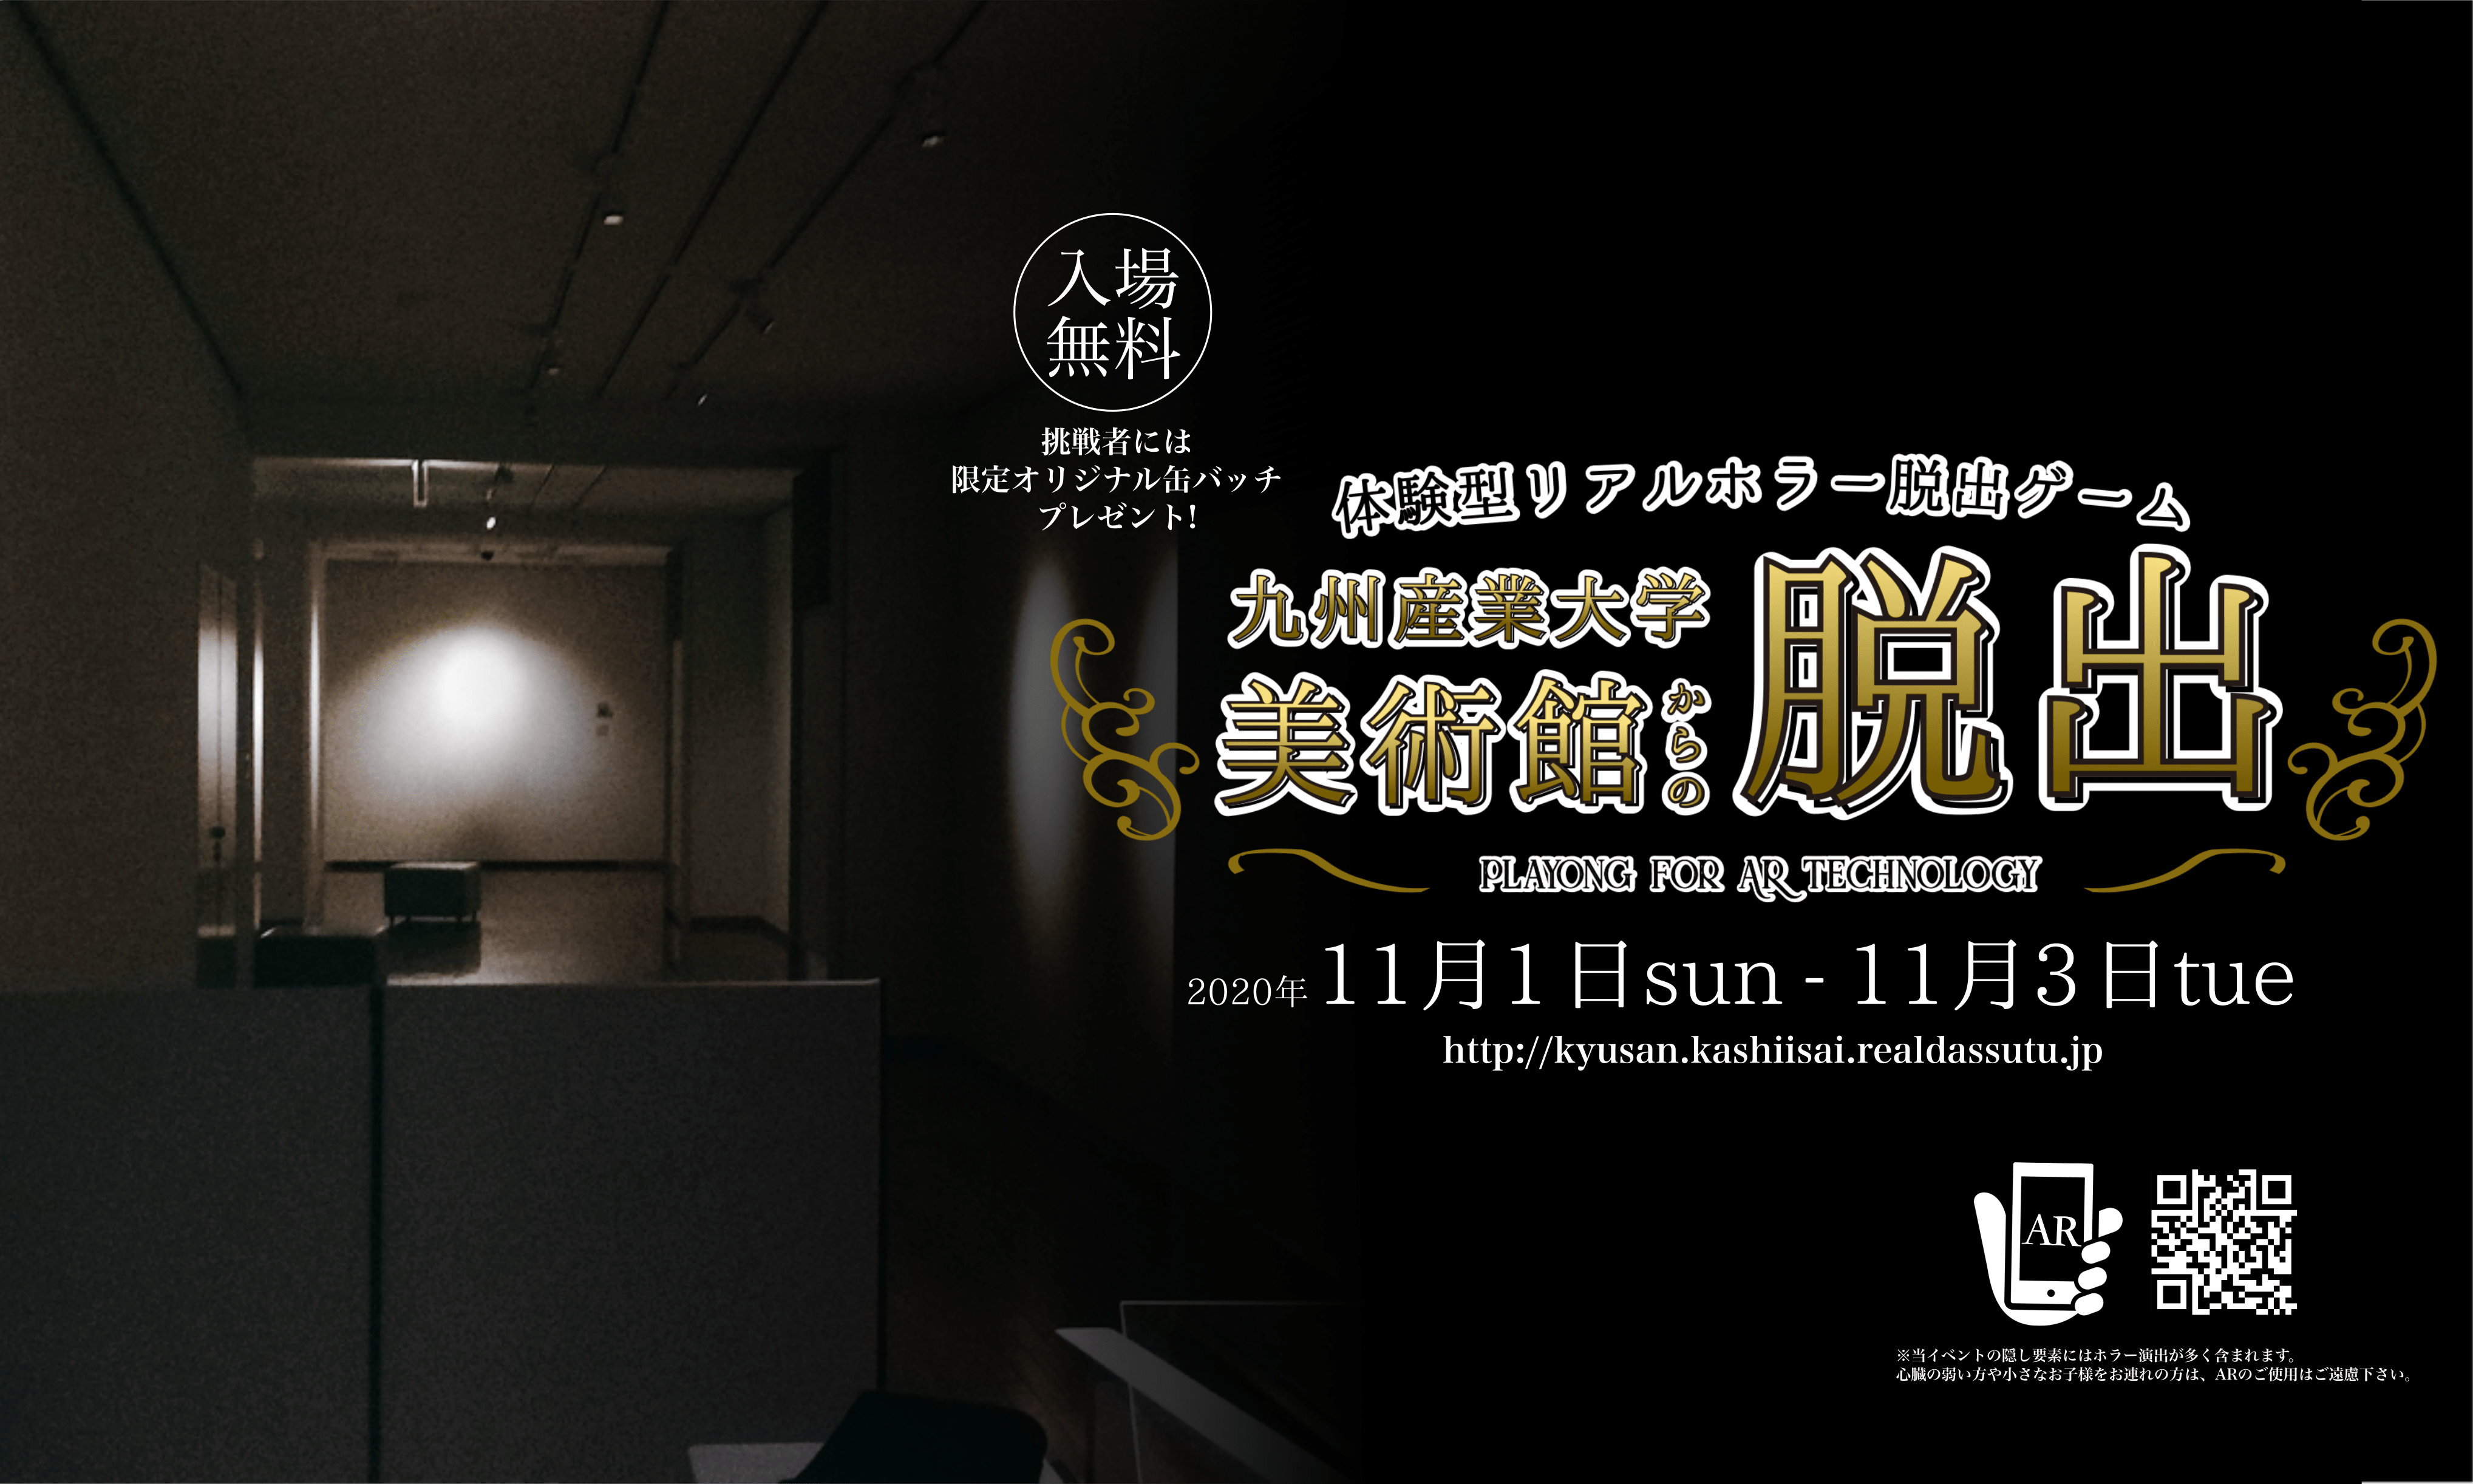 入場
無料
挑戦者には
限定オリジナル缶バッチ
プレゼント!
体験型リアルホラー脱出ゲーム
九州産業大学
美術館からの脱出
PLAYONG FOR AR TECHNOLOGY
2020年 11月1日sun - 11月3日tue
http://kyusan.kashiisai.realdassutu.jp
AR
※当イベントの隠し要素にはホラー演出が多く含まれます。
心臓の弱い方や小さなお子様をお連れの方は、ARのご使用はご遠慮下さい。